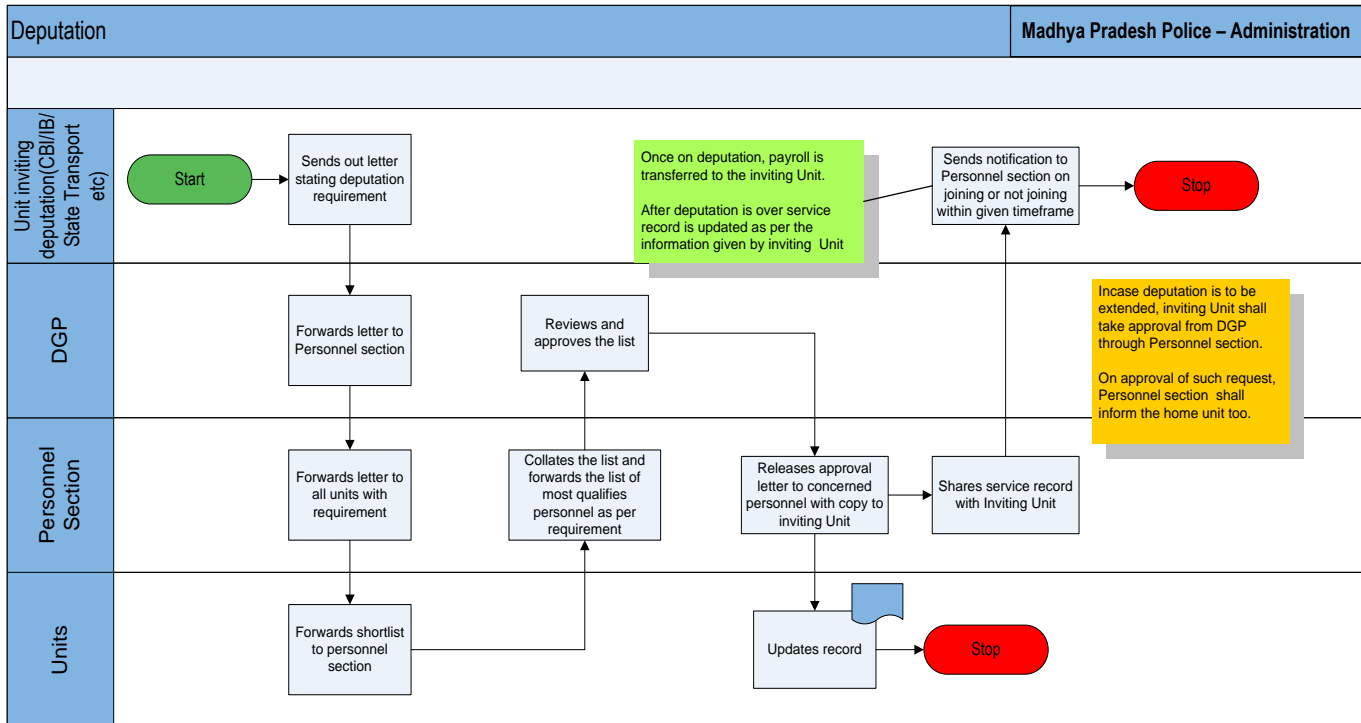 Deputation
Madhya Pradesh Police – Administration
Unit inviting
deputation(CBI/IB/
State Transport
etc)
Start
Sends out letter
stating deputation
requirement
Once on deputation, payroll is
transferred to the inviting Unit.
After deputation is over service
record is updated as per the
information given by inviting Unit
Sends notification to
Personnel section on
joining or not joining
within given timeframe
Stop
DGP
Forwards letter to
Personnel section
Reviews and
approves the list
Incase deputation is to be
extended, inviting Unit shall
take approval from DGP
through Personnel section.
On approval of such request,
Personnel section shall
inform the home unit too.
Personnel
Section
Forwards letter to
all units with
requirement
Collates the list and
forwards the list of
most qualifies
personnel as per
requirement
Releases approval
letter to concerned
personnel with copy to
inviting Unit
Shares service record
with Inviting Unit
Units
Forwards shortlist
to personnel
section
Updates record
Stop